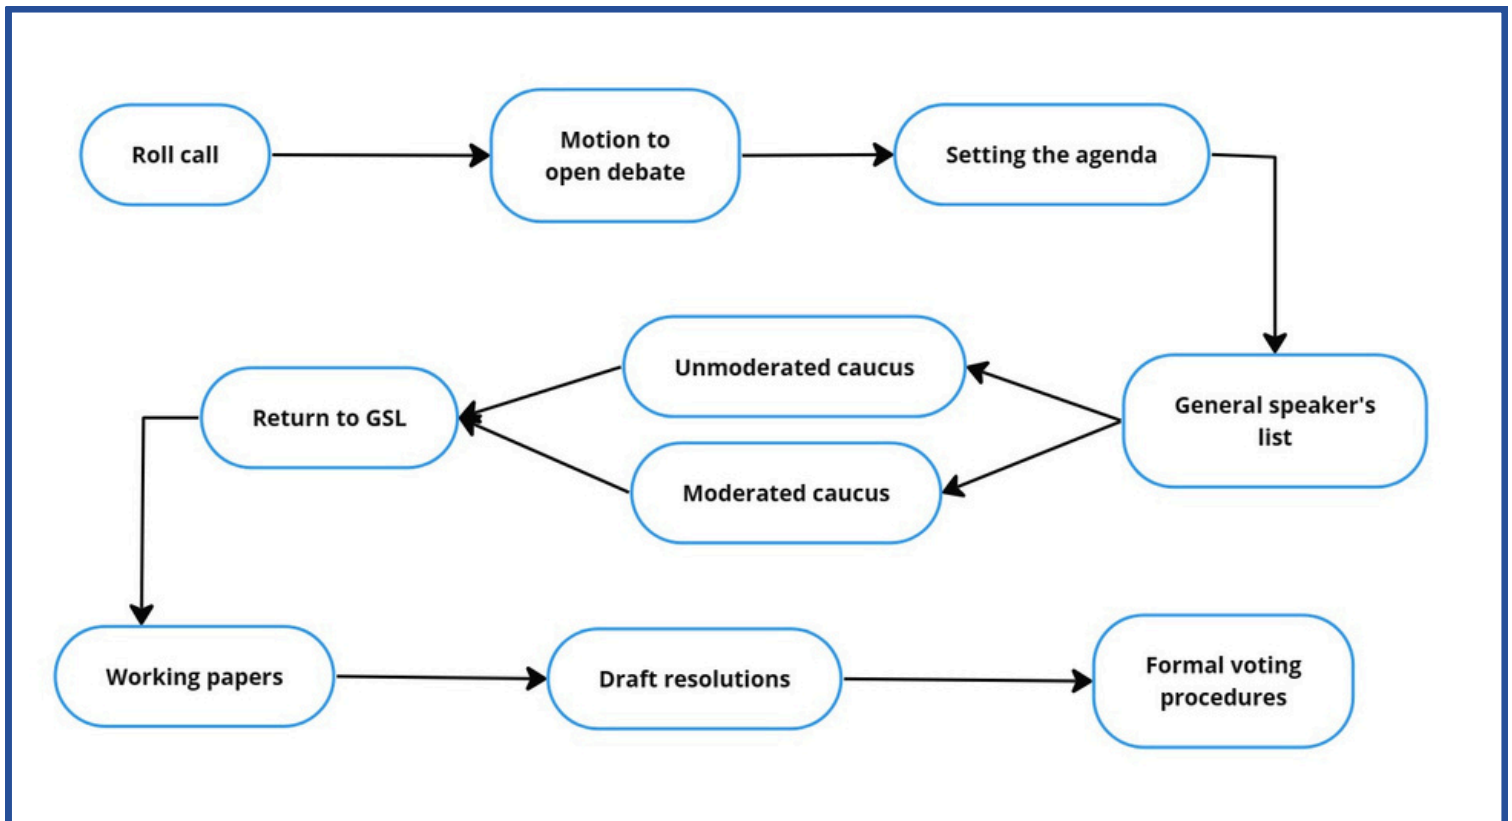 Roll call
Motion to
open debate
Setting the agenda
General speaker's
list
Unmoderated caucus
Moderated caucus
Return to GSL
Working papers
Draft resolutions
Formal voting
procedures